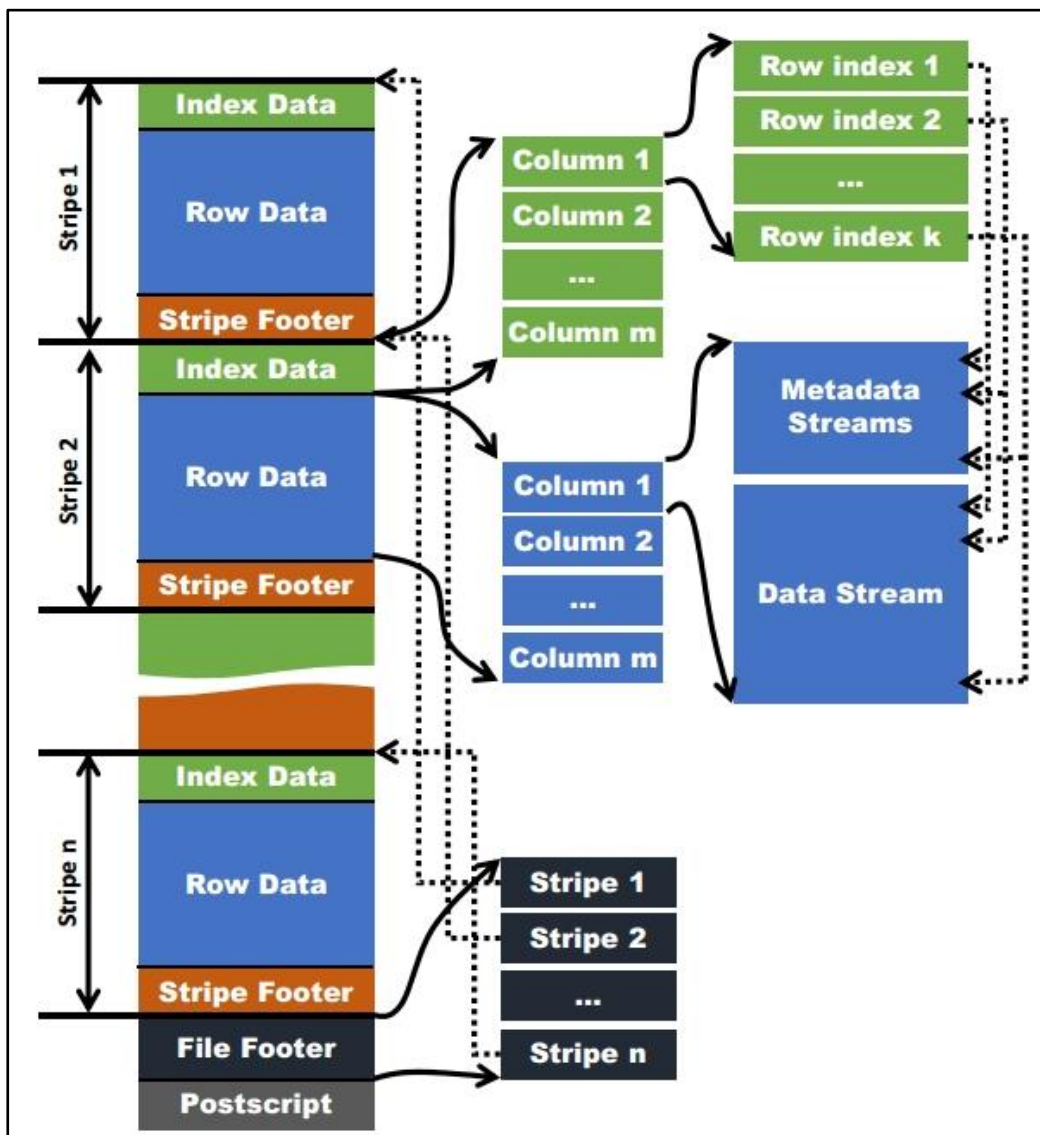 Stripe 1
Index Data
Row Data
Stripe Footer
Stripe 2
Index Data
Row Data
Stripe Footer
Stripe n
Index Data
Row Data
Stripe Footer
File Footer
Postscript
Column 1
Column 2
...
Column m
Column 1
Column 2
...
Column m
Stripe 1
Stripe 2
...
Stripe n
Row index 1
Row index 2
...
Row index k
Metadata
Streams
Data Stream